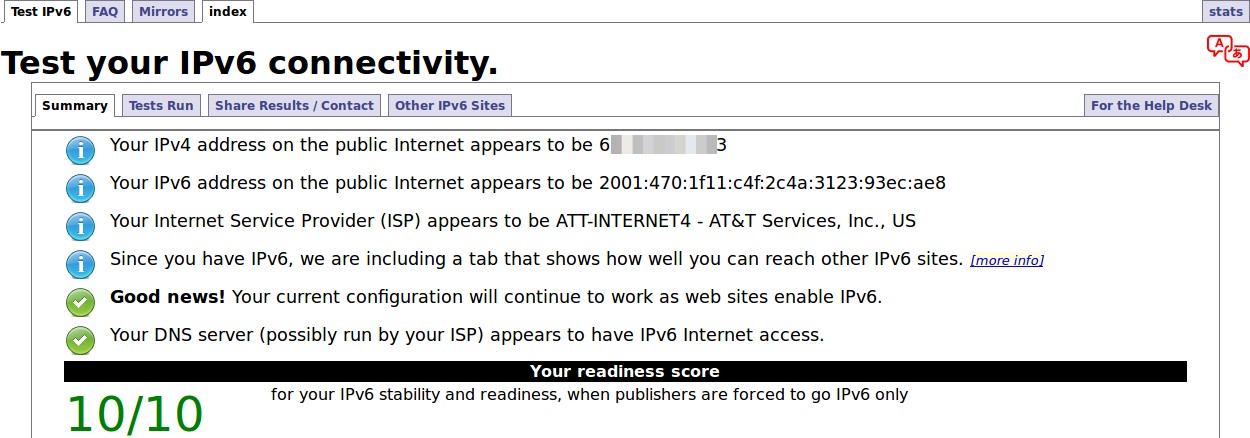 Test IPv6 FAQ Mirrors index stats
Test your IPv6 connectivity.
Summary Tests Run Share Results / Contact Other IPv6 Sites For the Help Desk
Your IPv4 address on the public Internet appears to be 6 3
Your IPv6 address on the public Internet appears to be 2001:470:1f11:c4f:2c4a:3123:93ec:ae8
Your Internet Service Provider (ISP) appears to be ATT-INTERNET4 - AT&T Services, Inc., US
Since you have IPv6, we are including a tab that shows how well you can reach other IPv6 sites. [more info]
Good news! Your current configuration will continue to work as web sites enable IPv6.
Your DNS server (possibly run by your ISP) appears to have IPv6 Internet access.
Your readiness score
10/10 for your IPv6 stability and readiness, when publishers are forced to go IPv6 only